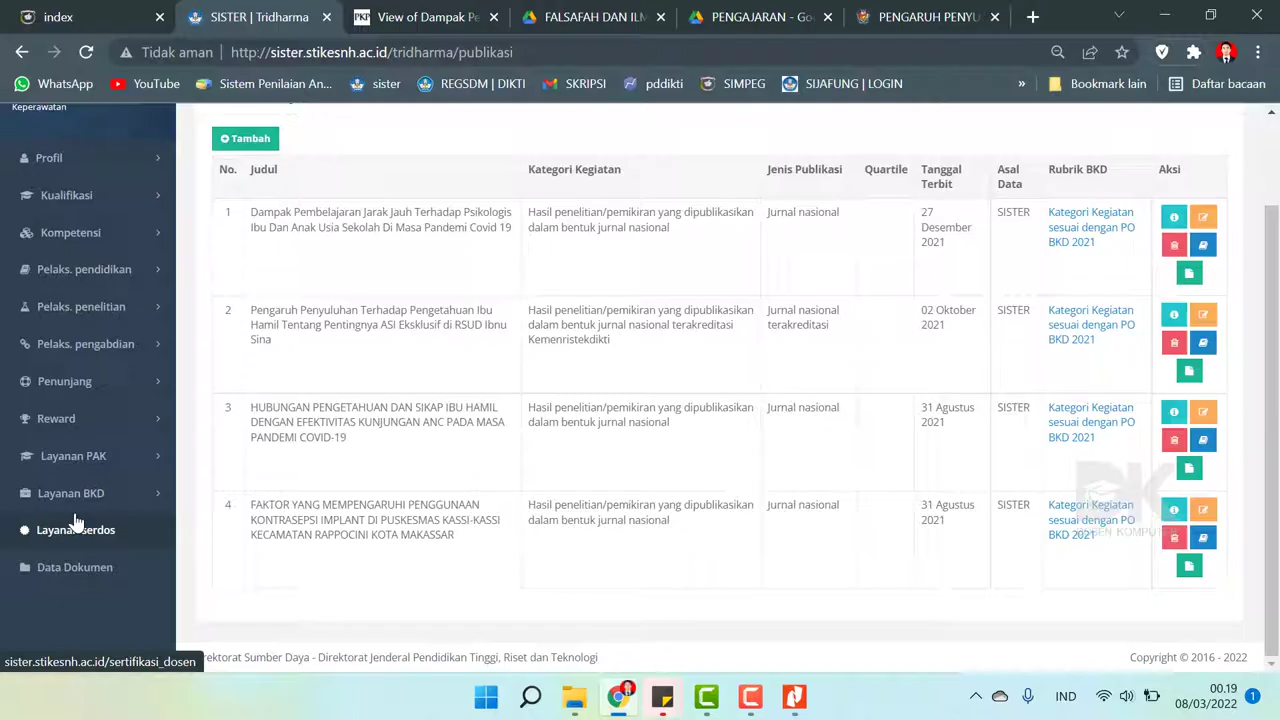 index
SISTER | Tridharma
PKP
View of Dampak Pe
FALSAFAH DAN ILM
PENGAJARAN - Go
PENGARUH PENYU
Tidak aman
http://sister.stikesnh.ac.id/tridharma/publikasi
WhatsApp
YouTube
Sistem Penilaian An...
sister
RESSDM | DIKTI
SKRIPSI
pddikti
SIMPEG
SIJAFUNG | LOGIN
»
Bookmark lain
Daftar bacaan
Keperawatan
Profil
Kualifikasi
Kompetensi
Pelaks. pendidikan
Pelaks. penelitian
Pelaks. pengabdian
Penunjang
Reward
Layanan PAK
Layanan BKD
Layanan Serdos
Data Dokumen
Tambah
No.
Judul
Kategori Kegiatan
Jenis Publikasi
Quartile
Tanggal
Terbit
Asal
Data
Rubrik BKD
Aksi
1
Dampak Pembelajaran Jarak Jauh Terhadap Psikologis
Ibu Dan Anak Usia Sekolah Di Masa Pandemi Covid 19
Hasil penelitian/pemikiran yang dipublikasikan
dalam bentuk jurnal nasional
Jurnal nasional
27
Desember
2021
SISTER
Kategori Kegiatan
sesuai dengan PO
BKD 2021
2
Pengaruh Penyuluhan Terhadap Pengetahuan Ibu
Hamil Tentang Pentingnya ASI Eksklusif di RSUD Ibnu
Sina
Hasil penelitian/pemikiran yang dipublikasikan
dalam bentuk jurnal nasional terakreditasi
Kemenristekdikti
Jurnal nasional
terakreditasi
02 Oktober
2021
SISTER
Kategori Kegiatan
sesuai dengan PO
BKD 2021
3
HUBUNGAN PENGETAHUAN DAN SIKAP IBU HAMIL
DENGAN EFEKTIVITAS KUNJUNGAN ANC PADA MASA
PANDEMI COVID-19
Hasil penelitian/pemikiran yang dipublikasikan
dalam bentuk jurnal nasional
Jurnal nasional
31 Agustus
2021
SISTER
Kategori Kegiatan
sesuai dengan PO
BKD 2021
4
FAKTOR YANG MEMPENGARUHI PENGGUNAAN
KONTRASEPSI IMPLANT DI PUSKESMAS KASSI-KASSI
KECAMATAN RAPPOCINI KOTA MAKASSAR
Hasil penelitian/pemikiran yang dipublikasikan
dalam bentuk jurnal nasional
Jurnal nasional
31 Agustus
2021
SISTER
Kategori Kegiatan
sesuai dengan PO
BKD 2021
sister.stikesnh.ac.id/sertifikasi_dosen
rektorat Sumber Daya - Direktorat Jenderal Pendidikan Tinggi, Riset dan Teknologi
Copyright © 2016 - 2022
IND
00.19
08/03/2022
1